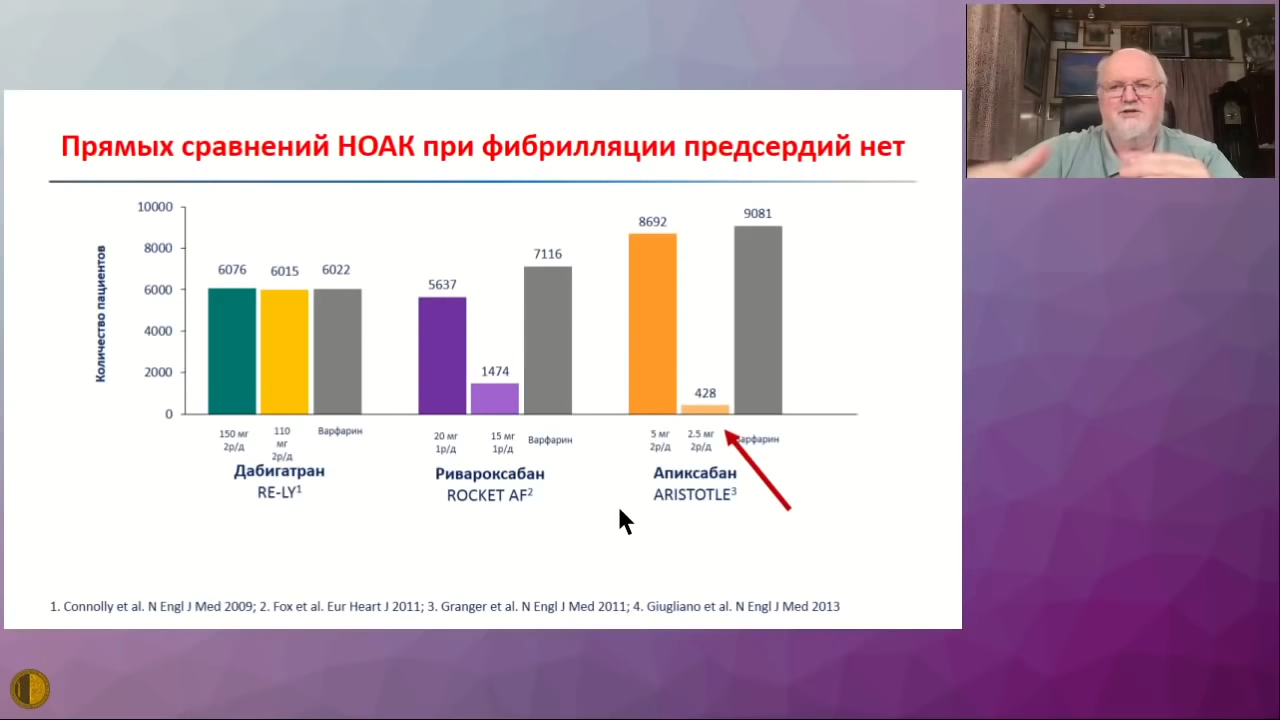 Прямых сравнений НОАК при фибрилляции предсердий нет
Количество пациентов
10000
8000
6000
4000
2000
0
6076
6015
6022
5637
1474
7116
8692
428
9081
150 мг
2р/д
110
мг
2р/д
Варфарин
20 мг
1р/д
15 мг
1р/д
Варфарин
5 мг
2р/д
2.5 мг
2р/д
арфарин
Дабигатран
RE-LY¹
Ривароксабан
ROCKET AF²
Апиксабан
ARISTOTLE³
1. Connolly et al. N Engl J Med 2009; 2. Fox et al. Eur Heart J 2011; 3. Granger et al. N Engl J Med 2011; 4. Giugliano et al. N Engl J Med 2013